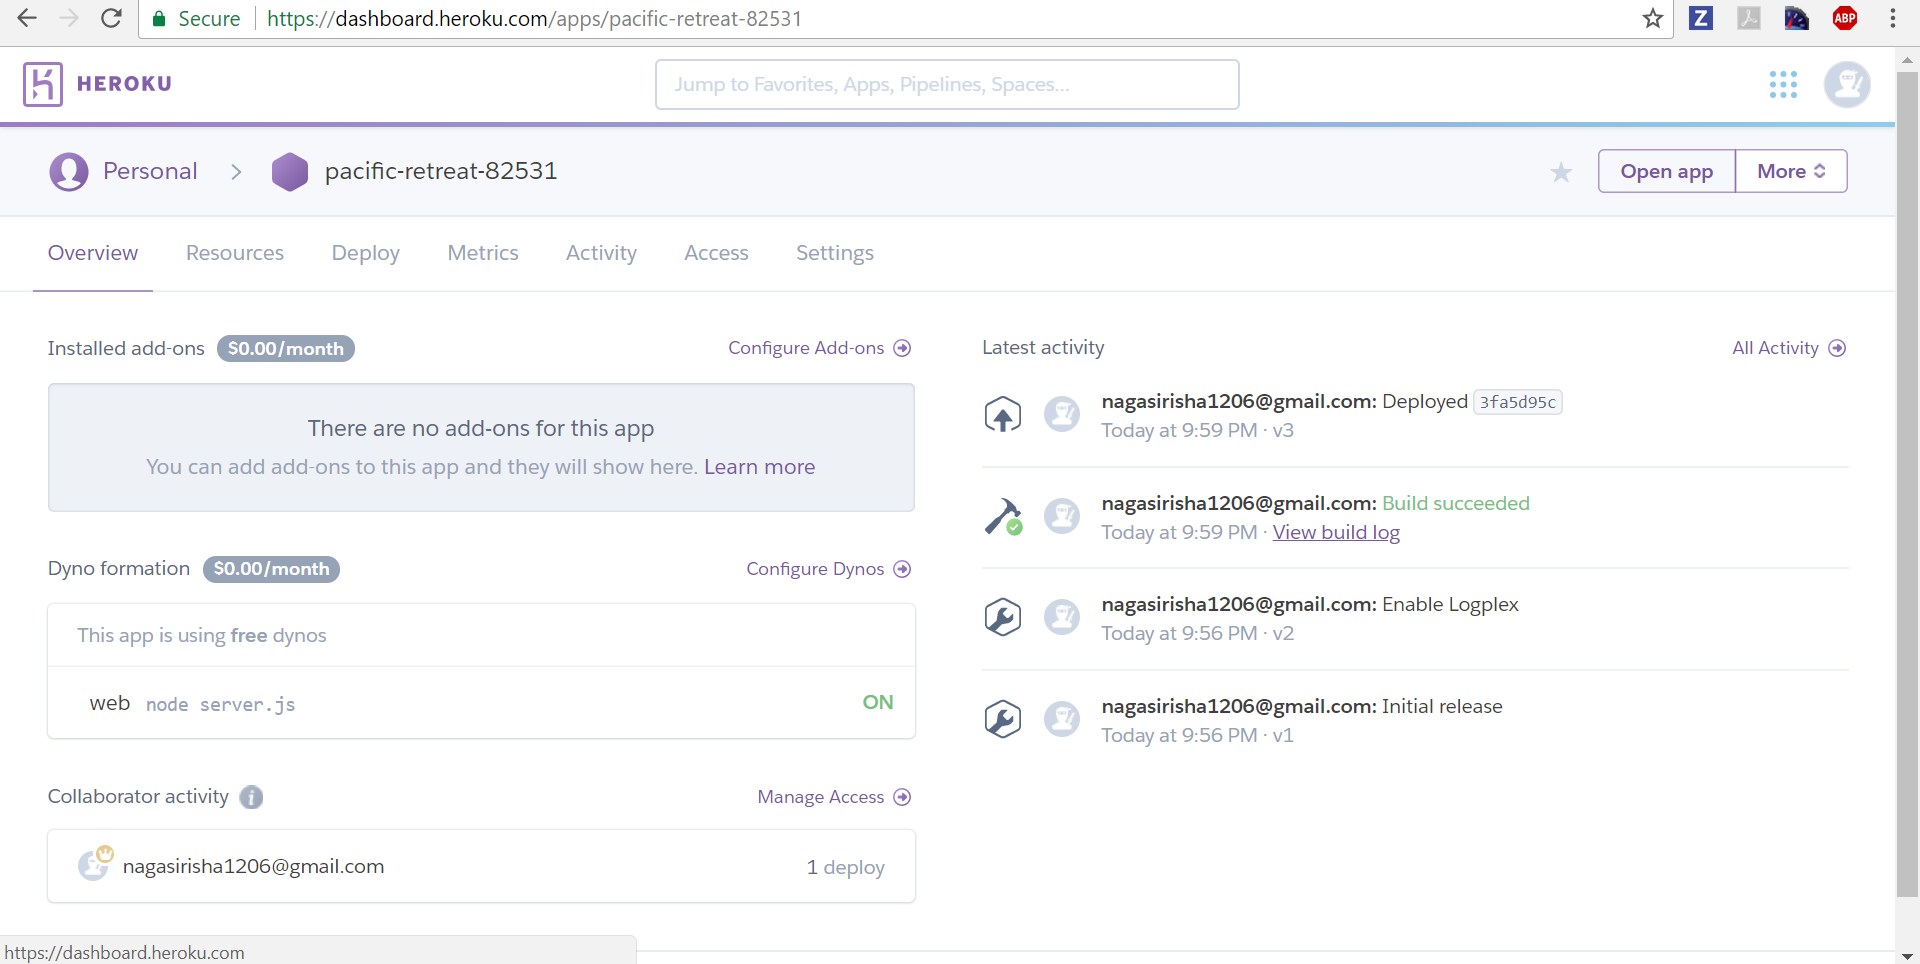 Secure https://dashboard.heroku.com/apps/pacific-retreat-82531
Z ABP
HEROKU
Jump to Favorites, Apps, Pipelines, Spaces...
Personal > pacific-retreat-82531
Open app More
Overview Resources Deploy Metrics Activity Access Settings
Installed add-ons $0.00/month Configure Add-ons
There are no add-ons for this app
You can add add-ons to this app and they will show here. Learn more
Dyno formation $0.00/month Configure Dynos
This app is using free dynos
web node server.js ON
Collaborator activity i Manage Access
nagasirisha1206@gmail.com 1 deploy
Latest activity All Activity
nagasirisha1206@gmail.com: Deployed 3fa5d95c
Today at 9:59 PM · v3
nagasirisha1206@gmail.com: Build succeeded
Today at 9:59 PM · View build log
nagasirisha1206@gmail.com: Enable Logplex
Today at 9:56 PM · v2
nagasirisha1206@gmail.com: Initial release
Today at 9:56 PM · v1
https://dashboard.heroku.com